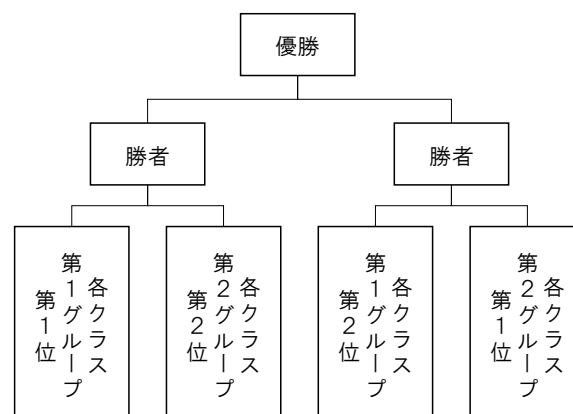 優勝
勝者
勝者
各クラス
第1グループ
第1位
各クラス
第2グループ
第2位
各クラス
第1グループ
第2位
各クラス
第2グループ
第1位